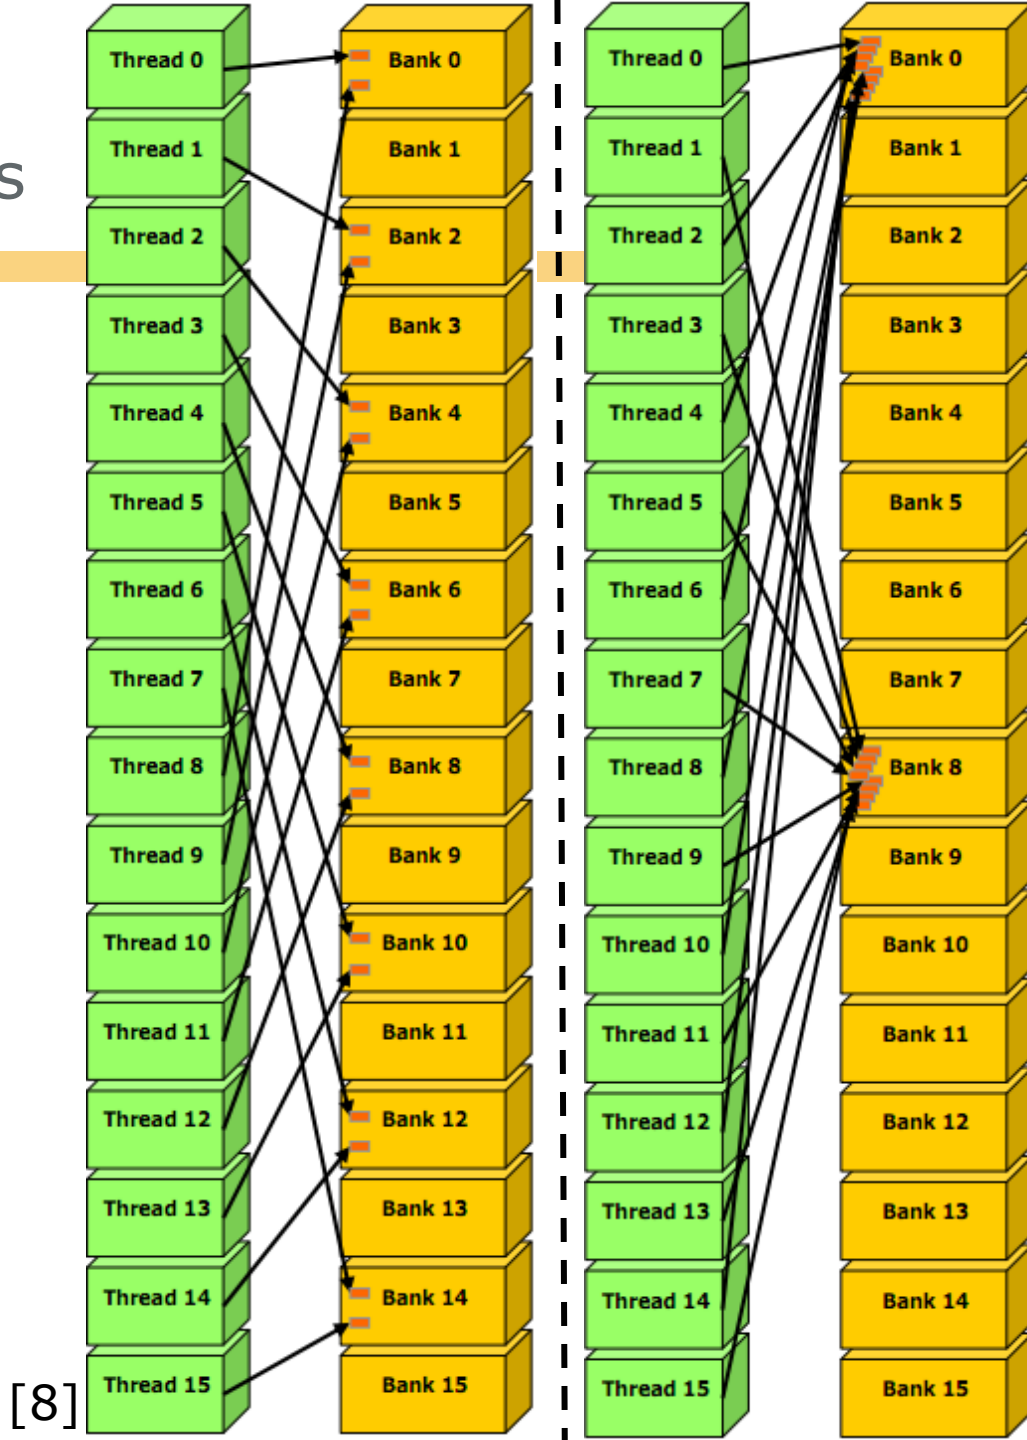 s
Thread 0
Thread 1
Thread 2
Thread 3
Thread 4
Thread 5
Thread 6
Thread 7
Thread 8
Thread 9
Thread 10
Thread 11
Thread 12
Thread 13
Thread 14
Thread 15
Bank 0
Bank 1
Bank 2
Bank 3
Bank 4
Bank 5
Bank 6
Bank 7
Bank 8
Bank 9
Bank 10
Bank 11
Bank 12
Bank 13
Bank 14
Bank 15
Thread 0
Thread 1
Thread 2
Thread 3
Thread 4
Thread 5
Thread 6
Thread 7
Thread 8
Thread 9
Thread 10
Thread 11
Thread 12
Thread 13
Thread 14
Thread 15
Bank 0
Bank 1
Bank 2
Bank 3
Bank 4
Bank 5
Bank 6
Bank 7
Bank 8
Bank 9
Bank 10
Bank 11
Bank 12
Bank 13
Bank 14
Bank 15
[8]